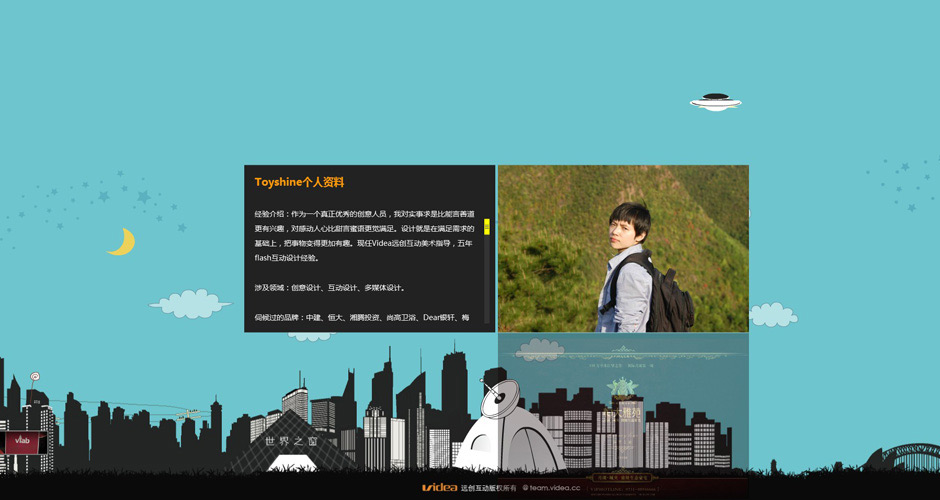 Toyshine个人资料
经验介绍：作为一个真正优秀的创意人员，我对实事求是比能言善道
更有兴趣，对感动人心比甜言蜜语更觉满足。设计就是在满足需求的
基础上，把事物变得更加有趣。现任Videa远创互动美术指导，五年
flash互动设计经验。
涉及领域：创意设计、互动设计、多媒体设计。
伺候过的品牌：中建、恒大、湘腾投资、尚高卫浴、Dear银轩、梅
世界之窗
vlab
videa 远创互动版权所有 @ team.videa.cc